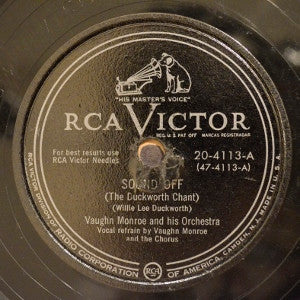 "HIS MASTER'S VOICE"
RCA VICTOR
REG. U. S. PAT. OFF. MARCAS REGISTRADAS
For best results use
RCA Victor Needles
20-4113-A
(47-4113-A)
SOUND OFF
(The Duckworth Chant)
(Willie Lee Duckworth)
Vaughn Monroe and his Orchestra
Vocal refrain by Vaughn Monroe
and the Chorus
RADIO CORPORATION OF AMERICA, CAMDEN, N. J. MADE IN U.S.A.
RCA